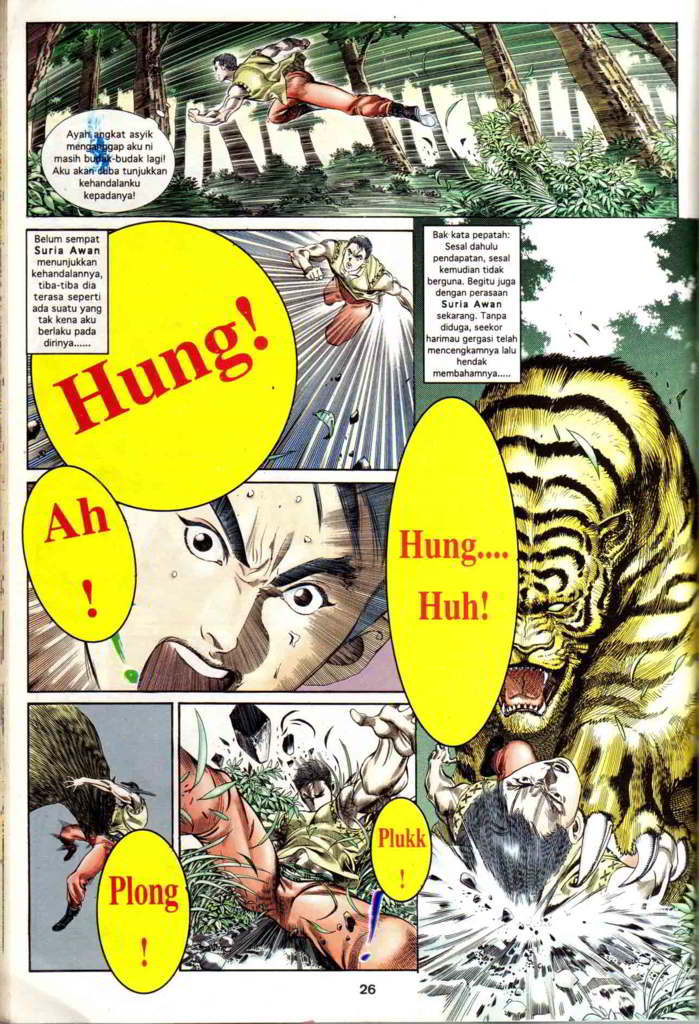 Ayah angkat asyik
menganggap aku ni
masih budak-budak lagi!
Aku akan cuba tunjukkan
kehandalanku
kepadanya!
Belum sempat
Suria Awan
menunjukkan
kehandalannya,
tiba-tiba dia
terasa seperti
ada suatu yang
tak kena aku
berlaku pada
dirinya......
Hung!
Bak kata pepatah:
Sesal dahulu
pendapatan, sesal
kemudian tidak
berguna. Begitu juga
dengan perasaan
Suria Awan
sekarang. Tanpa
diduga, seekor
harimau gergasi telah
mencengkamnya lalu
hendak
membahamnya.....
Ah
!
Hung....
Huh!
Plong
!
Plukk
!
26